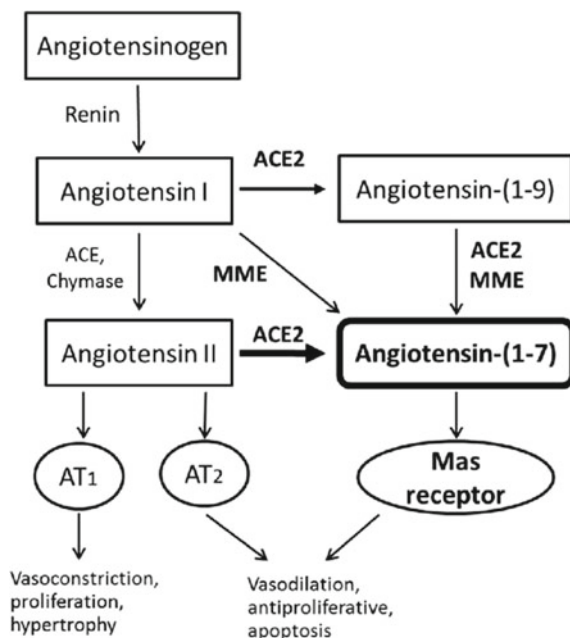 Angiotensinogen
Renin
ACE2
Angiotensin I
Angiotensin-(1-9)
ACE,
Chymase
MME
ACE2
MME
ACE2
Angiotensin II
Angiotensin-(1-7)
AT1
AT2
Mas
receptor
Vasoconstriction,
proliferation,
hypertrophy
Vasodilation,
antiproliferative,
apoptosis